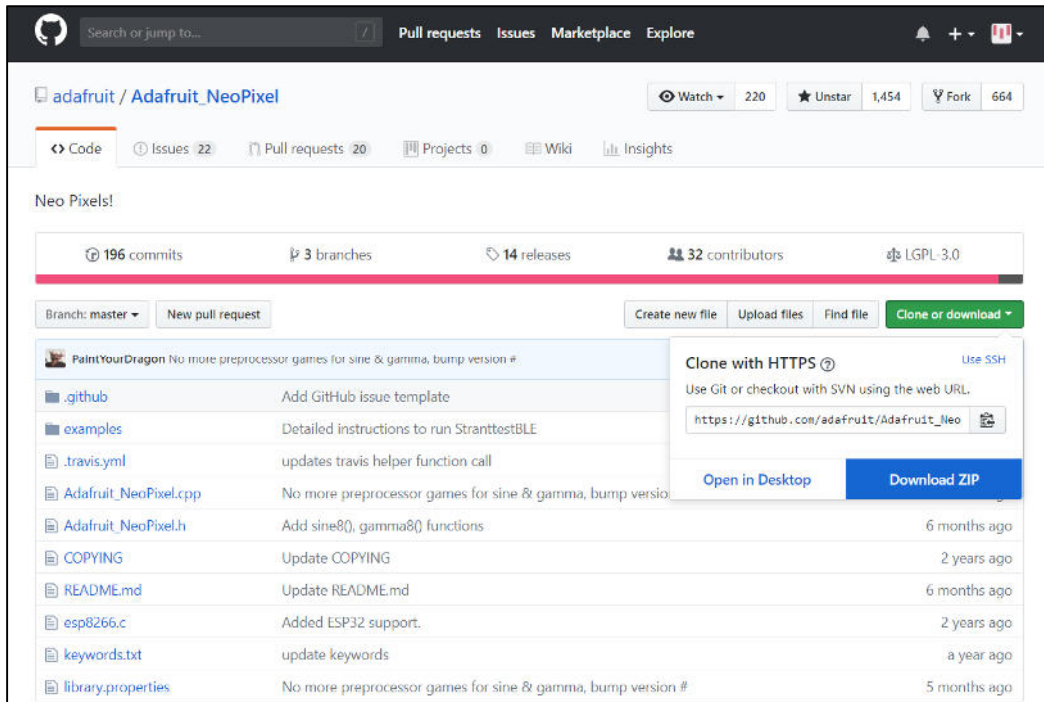 Search or jump to... / Pull requests Issues Marketplace Explore
adafruit / Adafruit_NeoPixel Watch 220 Unstar 1,454 Fork 664
Code Issues 22 Pull requests 20 Projects 0 Wiki Insights
Neo Pixels!
196 commits 3 branches 14 releases 32 contributors LGPL-3.0
Branch: master New pull request Create new file Upload files Find file Clone or download
PaintYourDragon No more preprocessor games for sine & gamma, bump version #
Clone with HTTPS Use SSH
Use Git or checkout with SVN using the web URL.
https://github.com/adafruit/Adafruit_Neo
Open in Desktop Download ZIP
.github Add GitHub issue template
examples Detailed instructions to run StranttestBLE
.travis.yml updates travis helper function call
Adafruit_NeoPixel.cpp No more preprocessor games for sine & gamma, bump versio
Adafruit_NeoPixel.h Add sine8(), gamma8() functions 6 months ago
COPYING Update COPYING 2 years ago
README.md Update README.md 6 months ago
esp8266.c Added ESP32 support. 2 years ago
keywords.txt update keywords a year ago
library.properties No more preprocessor games for sine & gamma, bump version # 5 months ago